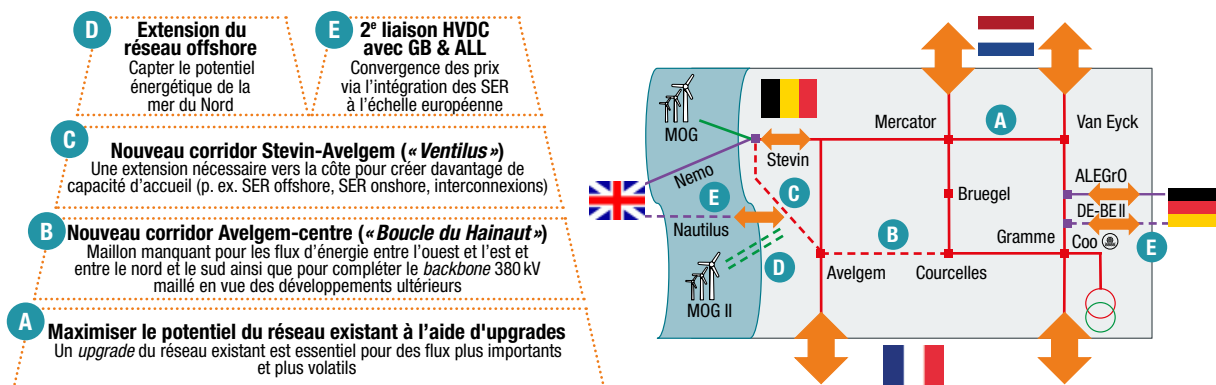 D
Extension du
réseau offshore
Capter le potentiel
énergétique de la
mer du Nord
E
2e liaison HVDC
avec GB & ALL
Convergence des prix
via l'intégration des SER
à l'échelle européenne
C
Nouveau corridor Stevin-Avelgem (« Ventilus »)
Une extension nécessaire vers la côte pour créer davantage de
capacité d'accueil (p. ex. SER offshore, SER onshore, interconnexions)
B
Nouveau corridor Avelgem-centre (« Boucle du Hainaut »)
Maillon manquant pour les flux d'énergie entre l'ouest et l'est et
entre le nord et le sud ainsi que pour compléter le backbone 380 kV
maillé en vue des développements ultérieurs
A
Maximiser le potentiel du réseau existant à l'aide d'upgrades
Un upgrade du réseau existant est essentiel pour des flux plus importants
et plus volatils
MOG
Mercator
A
Van Eyck
Stevin
Nemo
C
ALEGrO
Bruegel
E
Nautilus
DE-BE II
B
Gramme
Coo
E
D
Avelgem
Courcelles
MOG II